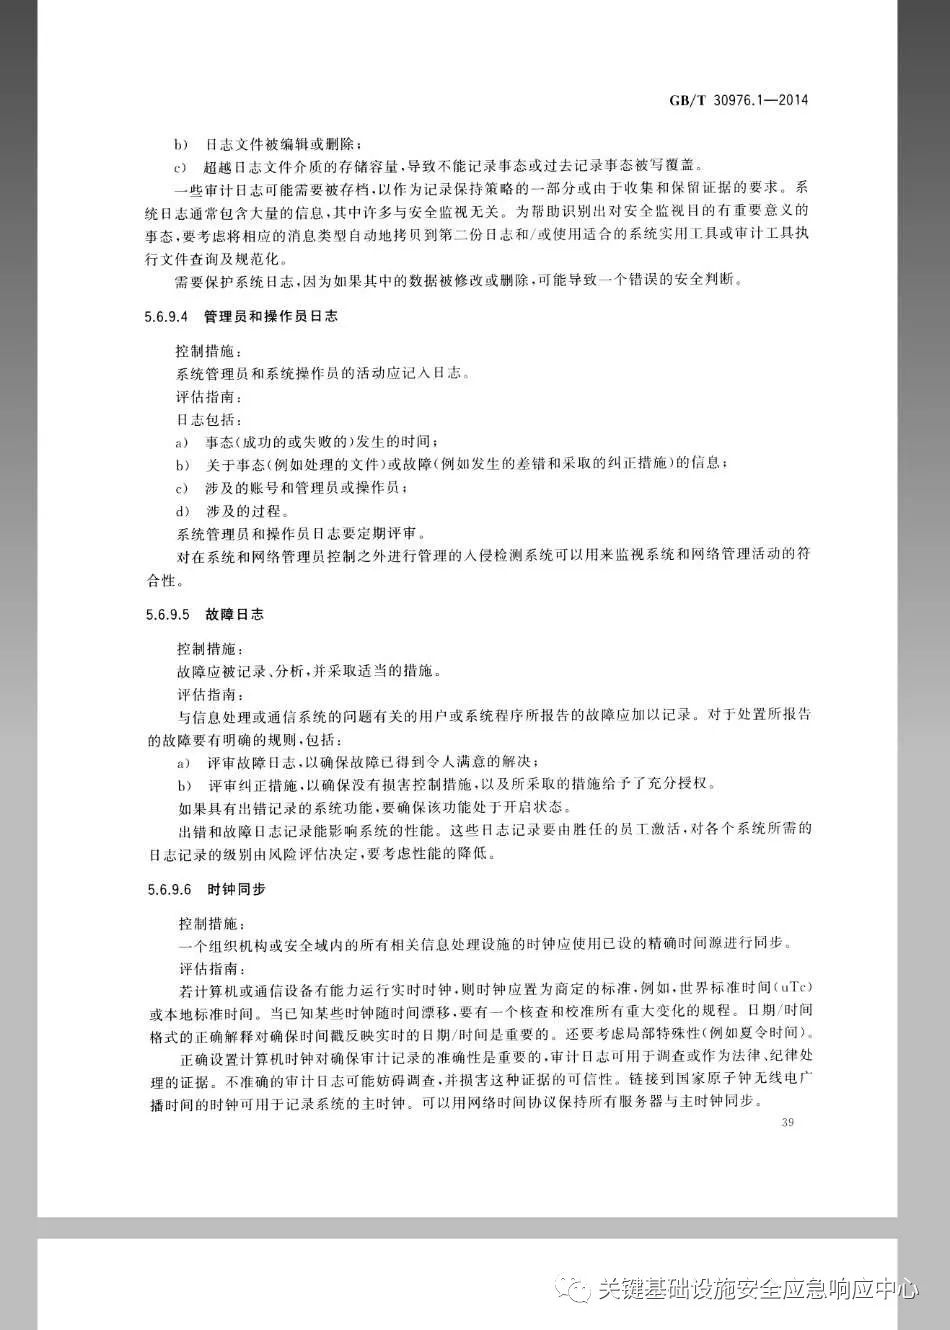 GB/T 30976.1—2014
b) 日志文件被编辑或删除;
c) 超越日志文件介质的存储容量,导致不能记录事态或过去记录事态被写覆盖。
一些审计日志可能需要被存档,以作为记录保持策略的一部分或由于收集和保留证据的要求。系
统日志通常包含大量的信息,其中许多与安全监视无关。为帮助识别出对安全监视目的有重要意义的
事态,要考虑将相应的消息类型自动地拷贝到第二份日志和/或使用适合的系统实用工具或审计工具执
行文件查询及规范化。
需要保护系统日志,因为如果其中的数据被修改或删除,可能导致一个错误的安全判断。
5.6.9.4 管理员和操作员日志
控制措施:
系统管理员和系统操作员的活动应记入日志。
评估指南:
日志包括:
a) 事态(成功的或失败的)发生的时间;
b) 关于事态(例如处理的文件)或故障(例如发生的差错和采取的纠正措施)的信息;
c) 涉及的账号和管理员或操作员;
d) 涉及的过程。
系统管理员和操作员日志要定期评审。
对在系统和网络管理员控制之外进行管理的入侵检测系统可以用来监视系统和网络管理活动的符
合性。
5.6.9.5 故障日志
控制措施:
故障应被记录、分析,并采取适当的措施。
评估指南:
与信息处理或通信系统的问题有关的用户或系统程序所报告的故障应加以记录。对于处置所报告
的故障要有明确的规则,包括:
a) 评审故障日志,以确保故障已得到令人满意的解决;
b) 评审纠正措施,以确保没有损害控制措施,以及所采取的措施给予了充分授权。
如果具有出错记录的系统功能,要确保该功能处于开启状态。
出错和故障日志记录能影响系统的性能。这些日志记录要由胜任的员工激活,对各个系统所需的
日志记录的级别由风险评估决定,要考虑性能的降低。
5.6.9.6 时钟同步
控制措施:
一个组织机构或安全域内的所有相关信息处理设施的时钟应使用已设的精确时间源进行同步。
评估指南:
若计算机或通信设备有能力运行实时时钟,则时钟应置为商定的标准,例如,世界标准时间(uTc)
或本地标准时间。当已知某些时钟随时间漂移,要有一个核查和校准所有重大变化的规程。日期/时间
格式的正确解释对确保时间戳反映实时的日期/时间是重要的。还要考虑局部特殊性(例如夏令时间)。
正确设置计算机时钟对确保审计记录的准确性是重要的,审计日志可用于调查或作为法律、纪律处
理的证据。不准确的审计日志可能妨碍调查,并损害这种证据的可信性。链接到国家原子钟无线电广
播时间的时钟可用于记录系统的主时钟。可以用网络时间协议保持所有服务器与主时钟同步。
39
关键基础设施安全应急响应中心